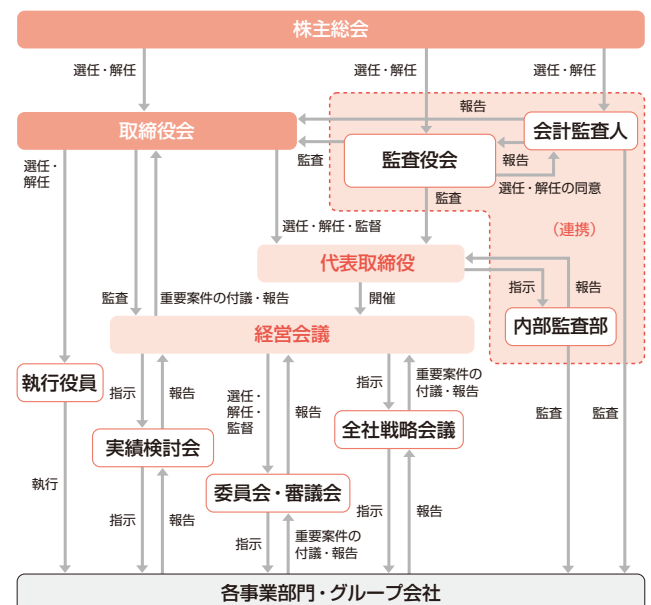 株主総会
選任・解任
選任・解任
選任・解任
報告
取締役会
会計監査人
監査役会
監査
報告
選任・
解任
選任・解任の同意
監査
選任・解任・監督
（連携）
代表取締役
指示
報告
監査
重要案件の付議・報告
開催
内部監査部
経営会議
執行役員
指示
報告
選任・
解任・
監督
報告
指示
重要案件の
付議・報告
全社戦略会議
監査
監査
実績検討会
委員会・審議会
執行
指示
報告
指示
重要案件の
付議・報告
指示
報告
各事業部門・グループ会社